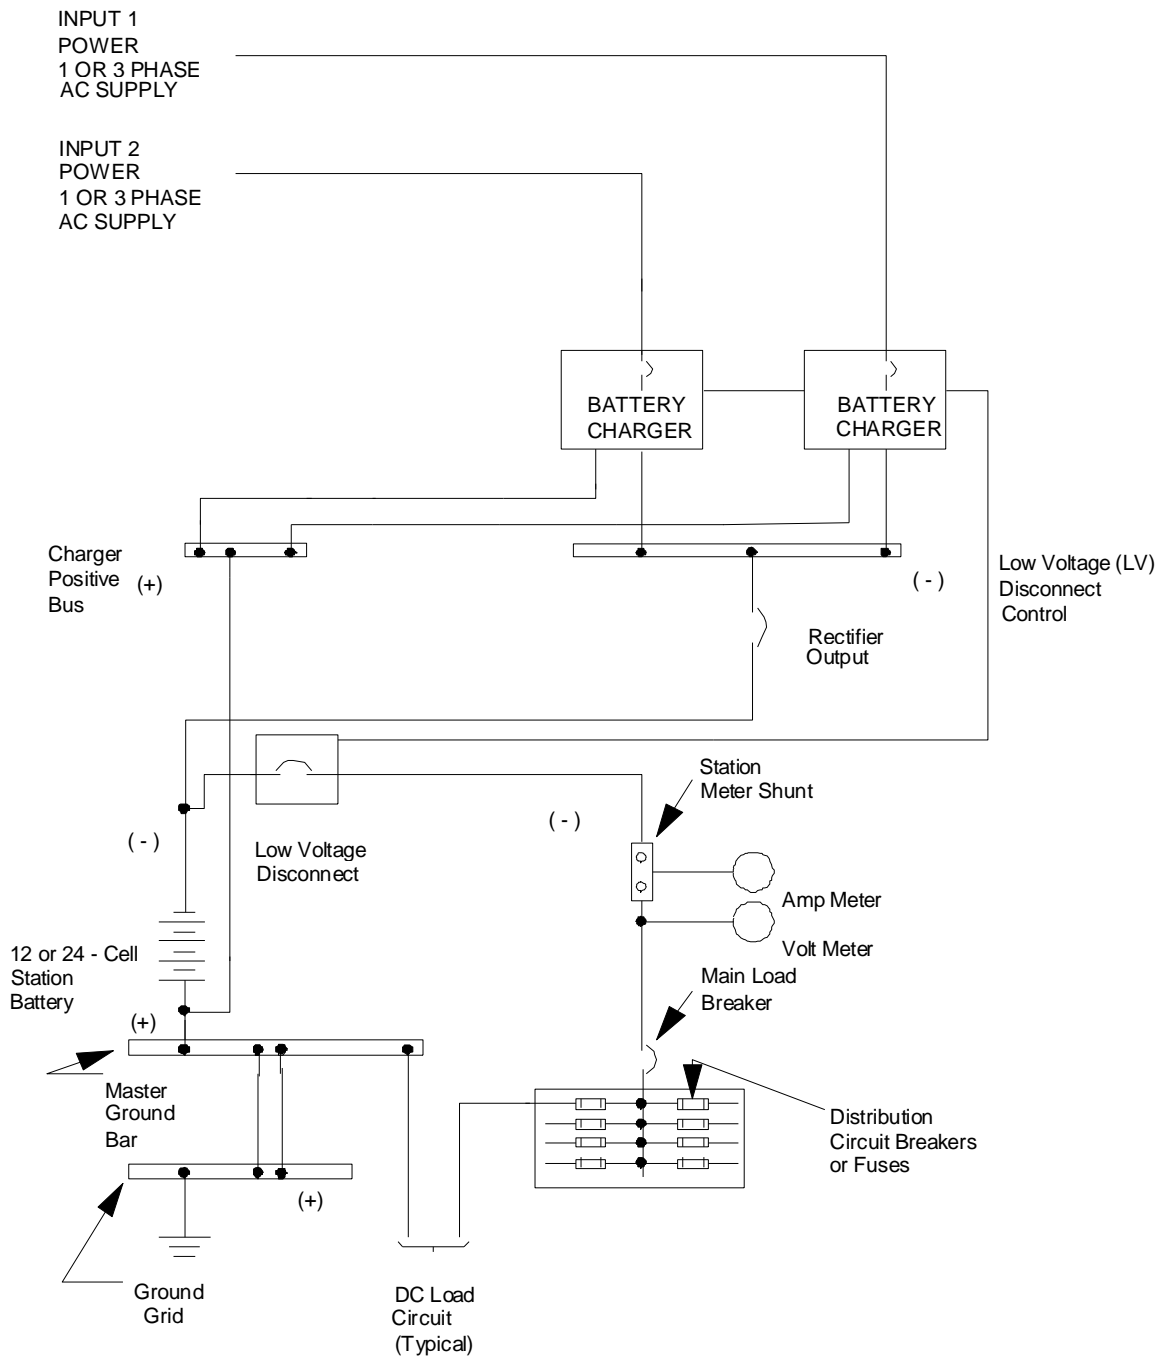 INPUT 1
POWER
1 OR 3 PHASE
AC SUPPLY
INPUT 2
POWER
1 OR 3 PHASE
AC SUPPLY
BATTERY
CHARGER
BATTERY
CHARGER
Charger
Positive
Bus
(+)
( - )
Low Voltage (LV)
Disconnect
Control
Rectifier
Output
Station
Meter Shunt
( - )
( - )
Low Voltage
Disconnect
Amp Meter
Volt Meter
12 or 24 - Cell
Station
Battery
Main Load
Breaker
(+)
Master
Ground
Bar
Distribution
Circuit Breakers
or Fuses
(+)
Ground
Grid
DC Load
Circuit
(Typical)